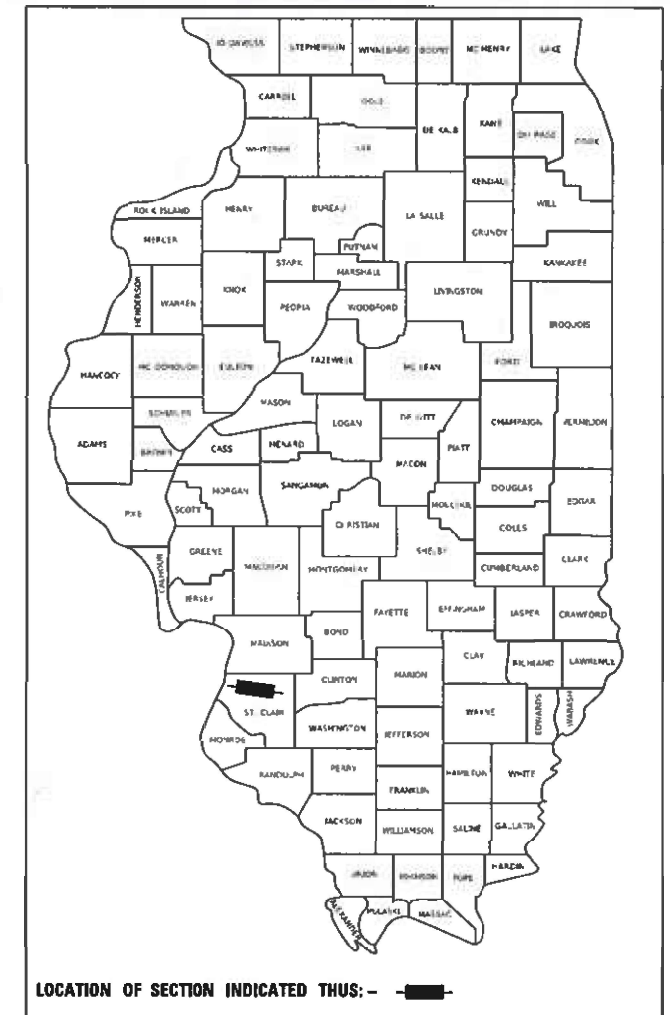 JO DAVIESS STEPHENSON WINNEBAGO BOONE MC HENRY LAKE
CARROLL OGLE DE KALB KANE DU PAGE COOK
WHITESIDE LEE KENDALL WILL
ROCK ISLAND HENRY BUREAU LA SALLE GRUNDY
MERCER PUTNAM KANKAKEE
STARK MARSHALL
HENDERSON WARREN KNOX PEORIA WOODFORD LIVINGSTON IROQUOIS
HANCOCK MC DONOUGH FULTON TAZEWELL MC LEAN FORD
MASON
SCHUYLER LOGAN DE WITT CHAMPAIGN VERMILION
ADAMS BROWN CASS MENARD PIATT
MACON
MORGAN SANGAMON DOUGLAS EDGAR
PIKE SCOTT CHRISTIAN MOULTRIE COLES
GREENE SHELBY CLARK
CALHOUN MACOUPIN MONTGOMERY CUMBERLAND
JERSEY FAYETTE EFFINGHAM JASPER CRAWFORD
MADISON BOND CLAY RICHLAND LAWRENCE
CLINTON MARION
ST. CLAIR WAYNE EDWARDS WABASH
MONROE WASHINGTON JEFFERSON
RANDOLPH PERRY HAMILTON WHITE
FRANKLIN
JACKSON WILLIAMSON SALINE GALLATIN
UNION JOHNSON POPE HARDIN
ALEXANDER PULASKI MASSAC
LOCATION OF SECTION INDICATED THUS: -